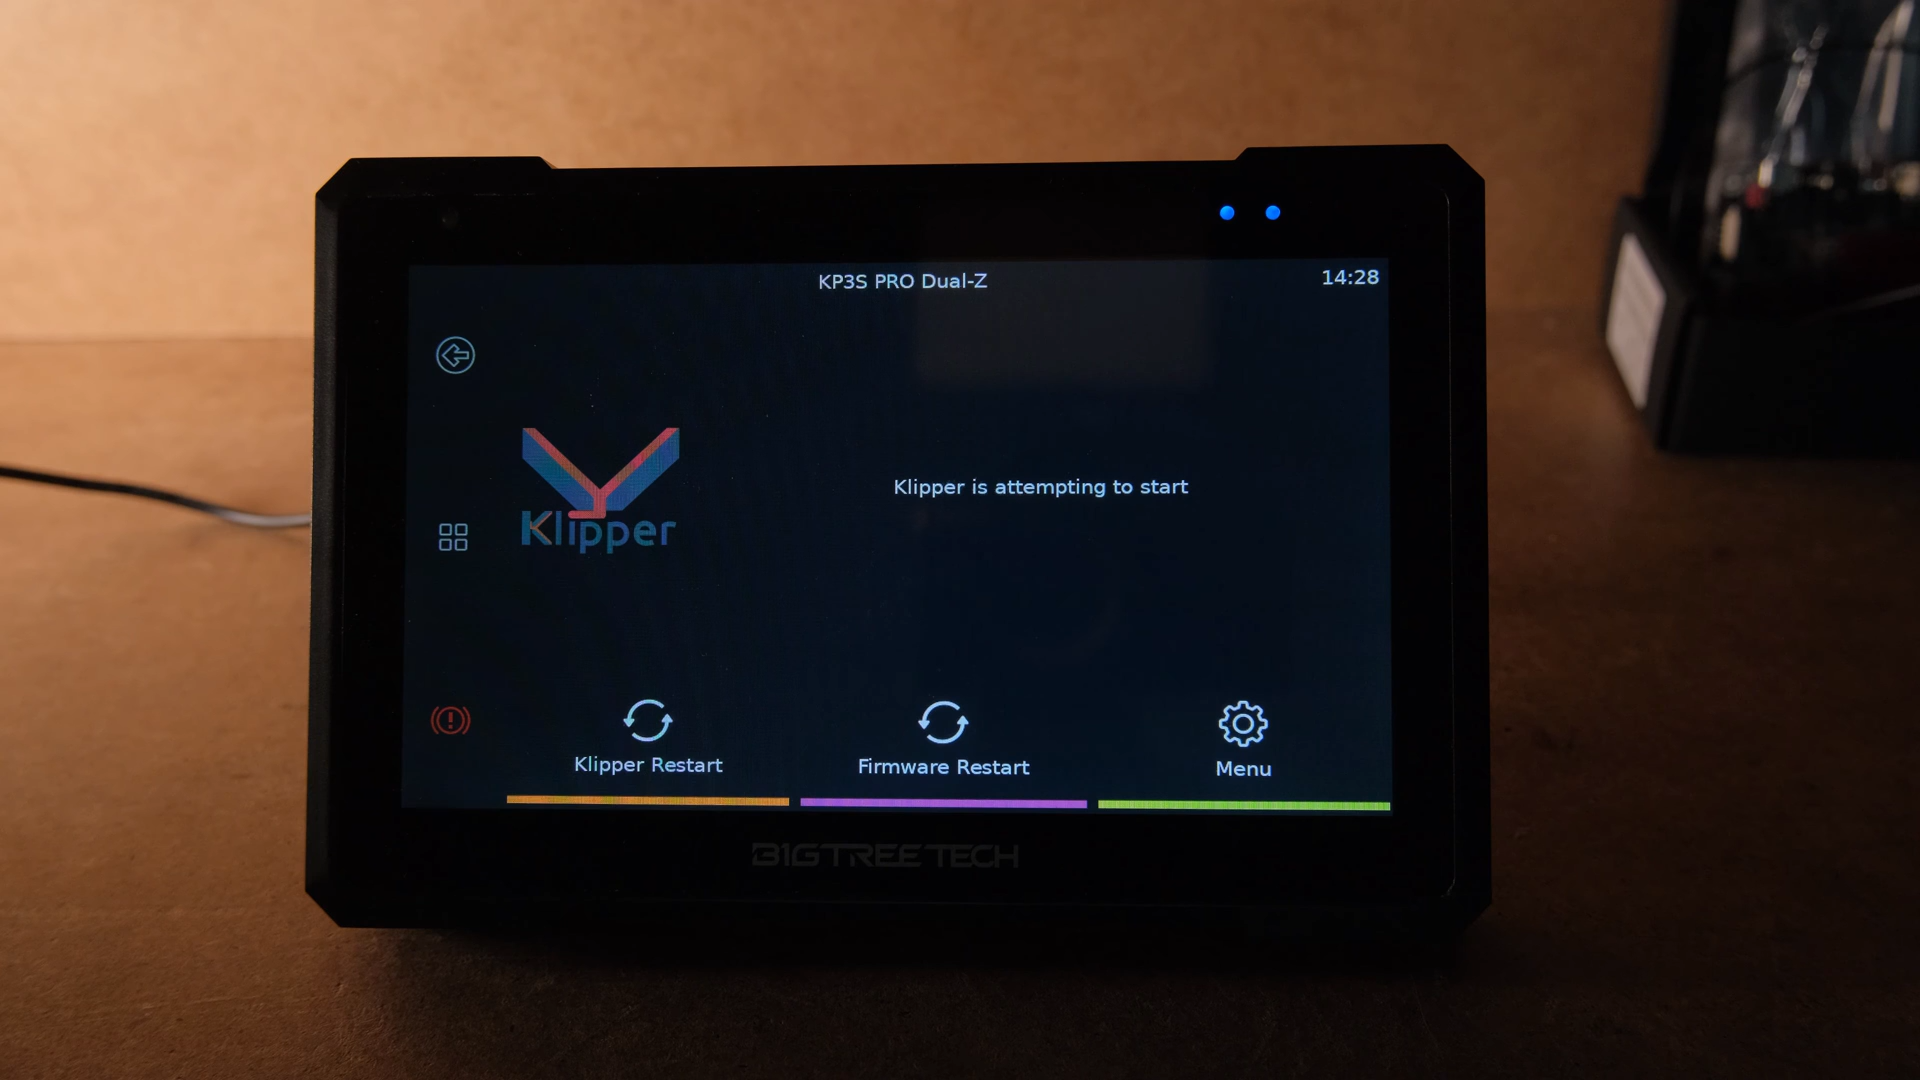 KP3S PRO Dual-Z
14:28
Klipper
Klipper is attempting to start
Klipper Restart
Firmware Restart
Menu
BIGTREETECH